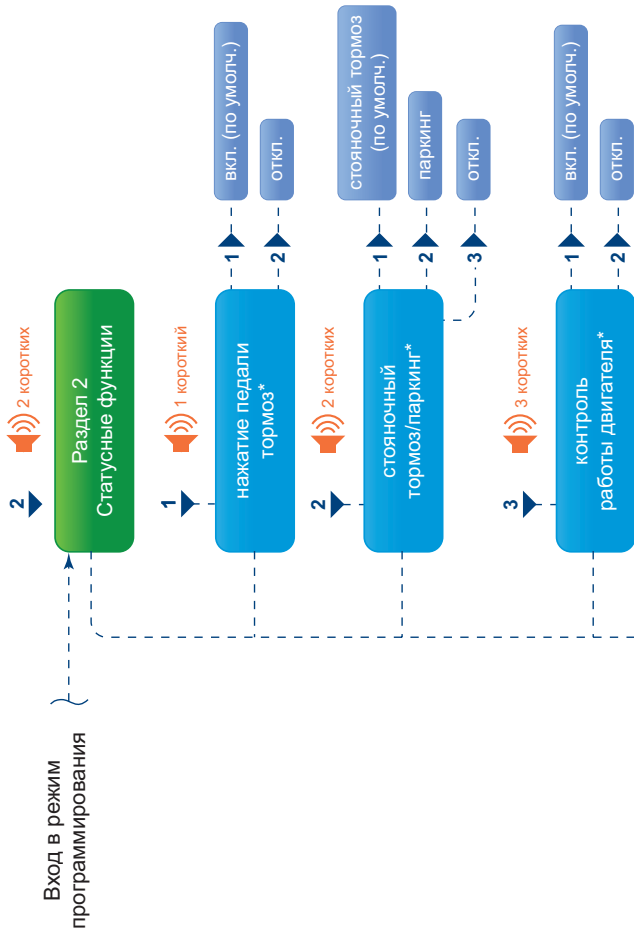 Вход в режим
программирования
2
2 коротких
Раздел 2
Статусные функции
1
1 короткий
нажатие педали
тормоз*
1
вкл. (по умолч.)
2
откл.
2
2 коротких
стояночный
тормоз/паркинг*
1
стояночный тормоз
(по умолч.)
2
паркинг
3
откл.
3
3 коротких
контроль
работы двигателя*
1
вкл. (по умолч.)
2
откл.